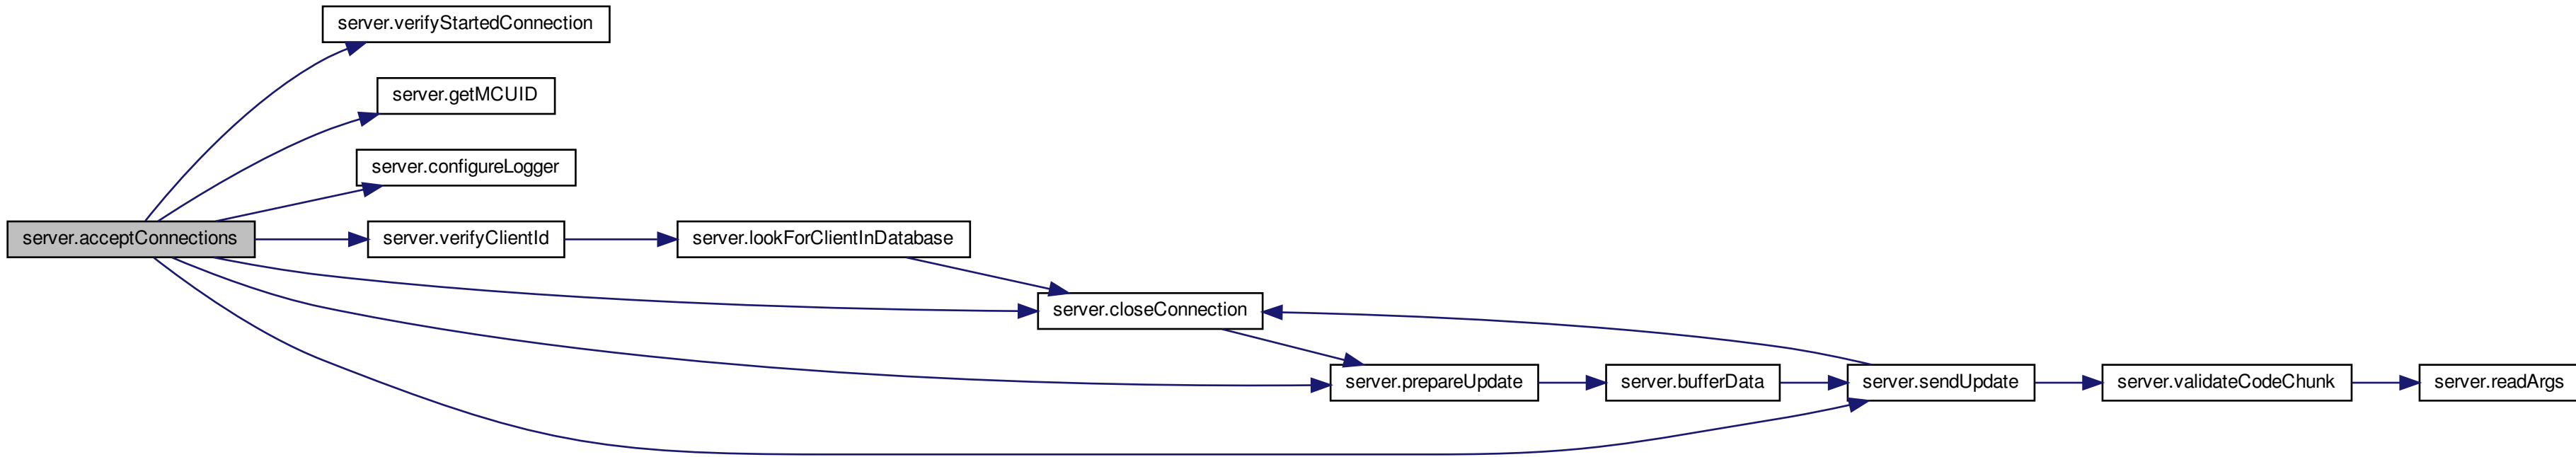 server.verifyStartedConnection
server.getMCUID
server.configureLogger
server.acceptConnections
server.verifyClientId
server.lookForClientInDatabase
server.closeConnection
server.prepareUpdate
server.bufferData
server.sendUpdate
server.validateCodeChunk
server.readArgs